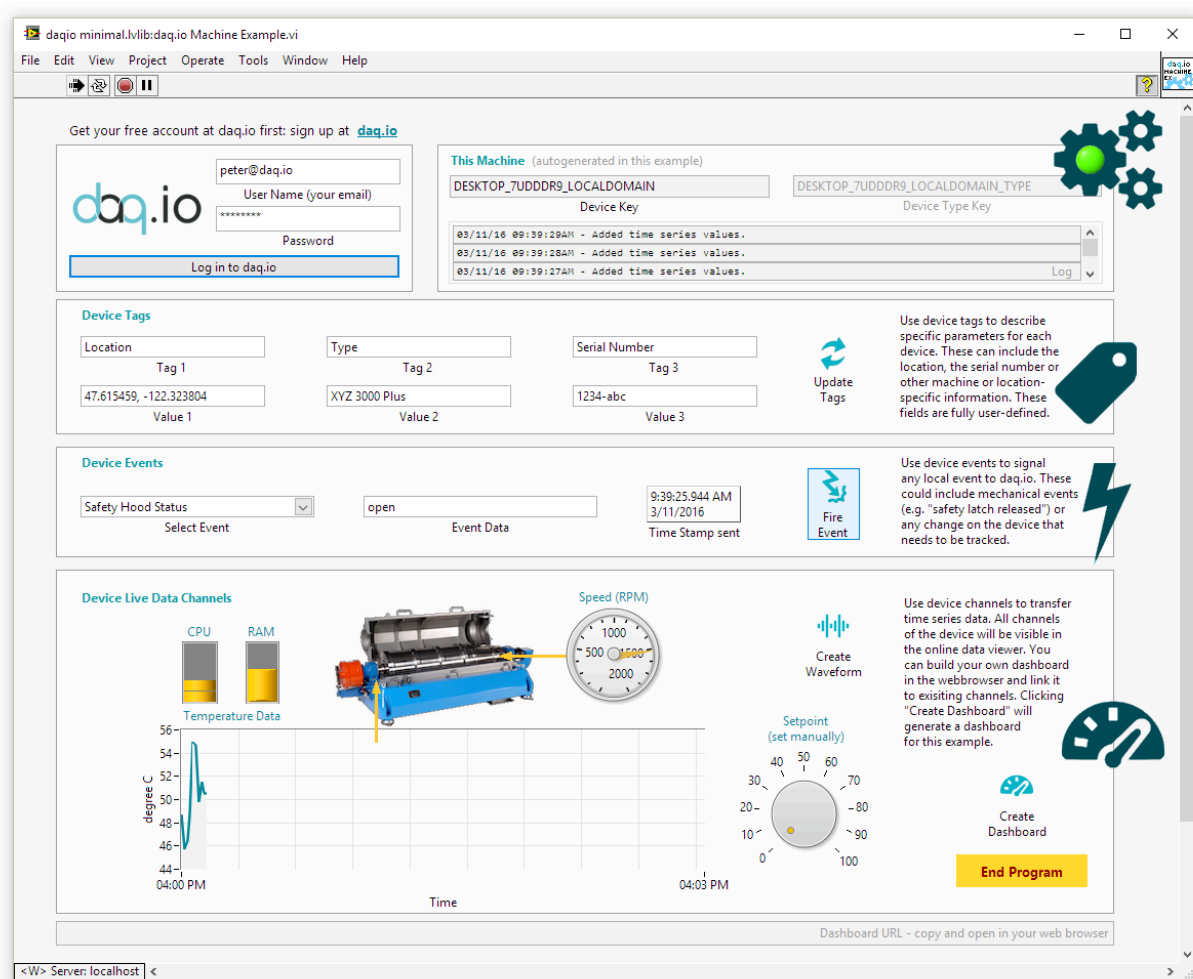 daqio minimal.lvlib:daq.io Machine Example.vi
File Edit View Project Operate Tools Window Help
daq.io
MACHINE
Get your free account at daq.io first: sign up at daq.io
daq.io
peter@daq.io
User Name (your email)
********
Password
Log in to daq.io
This Machine (autogenerated in this example)
DESKTOP_7UDDDR9_LOCALDOMAIN
Device Key
DESKTOP_7UDDDR9_LOCALDOMAIN_TYPE
Device Type Key
03/11/16 09:39:29AM - Added time series values.
03/11/16 09:39:28AM - Added time series values.
03/11/16 09:39:27AM - Added time series values.
Log
Device Tags
Location
Tag 1
Type
Tag 2
Serial Number
Tag 3
47.615459, -122.323804
Value 1
XYZ 3000 Plus
Value 2
1234-abc
Value 3
Update
Tags
Use device tags to describe
specific parameters for each
device. These can include the
location, the serial number or
other machine or location-
specific information. These
fields are fully user-defined.
Device Events
Safety Hood Status
Select Event
open
Event Data
9:39:25.944 AM
3/11/2016
Time Stamp sent
Fire
Event
Use device events to signal
any local event to daq.io. These
could include mechanical events
(e.g. "safety latch released") or
any change on the device that
needs to be tracked.
Device Live Data Channels
CPU
RAM
Speed (RPM)
500
1000
1500
2000
Create
Waveform
Use device channels to transfer
time series data. All channels
of the device will be visible in
the online data viewer. You
can build your own dashboard
in the webbrowser and link it
to exisiting channels. Clicking
"Create Dashboard" will
generate a dashboard
for this example.
Temperature Data
degree C
56
54
52
50
48
46
44
04:00 PM
04:03 PM
Time
Setpoint
(set manually)
0
10
20
30
40
50
60
70
80
90
100
Create
Dashboard
End Program
Dashboard URL - copy and open in your web browser
<W> Server: localhost